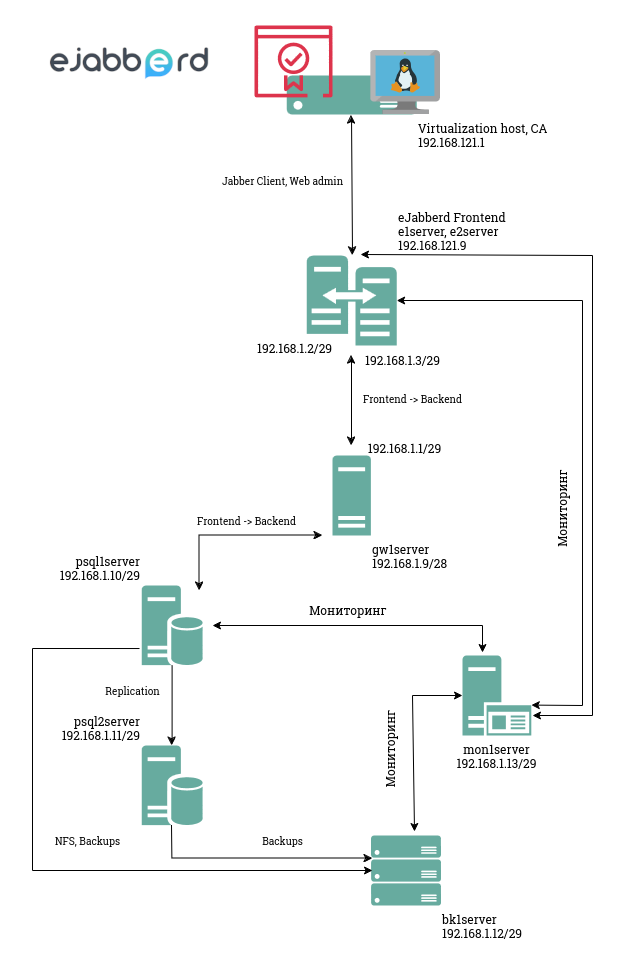 ejabberd
Virtualization host, CA
192.168.121.1
Jabber Client, Web admin
eJabberd Frontend
e1server, e2server
192.168.121.9
192.168.1.2/29
192.168.1.3/29
Frontend -> Backend
192.168.1.1/29
Мониторинг
Frontend -> Backend
gw1server
192.168.1.9/28
psql1server
192.168.1.10/29
Мониторинг
Replication
psql2server
192.168.1.11/29
Мониторинг
mon1server
192.168.1.13/29
NFS, Backups
Backups
bk1server
192.168.1.12/29